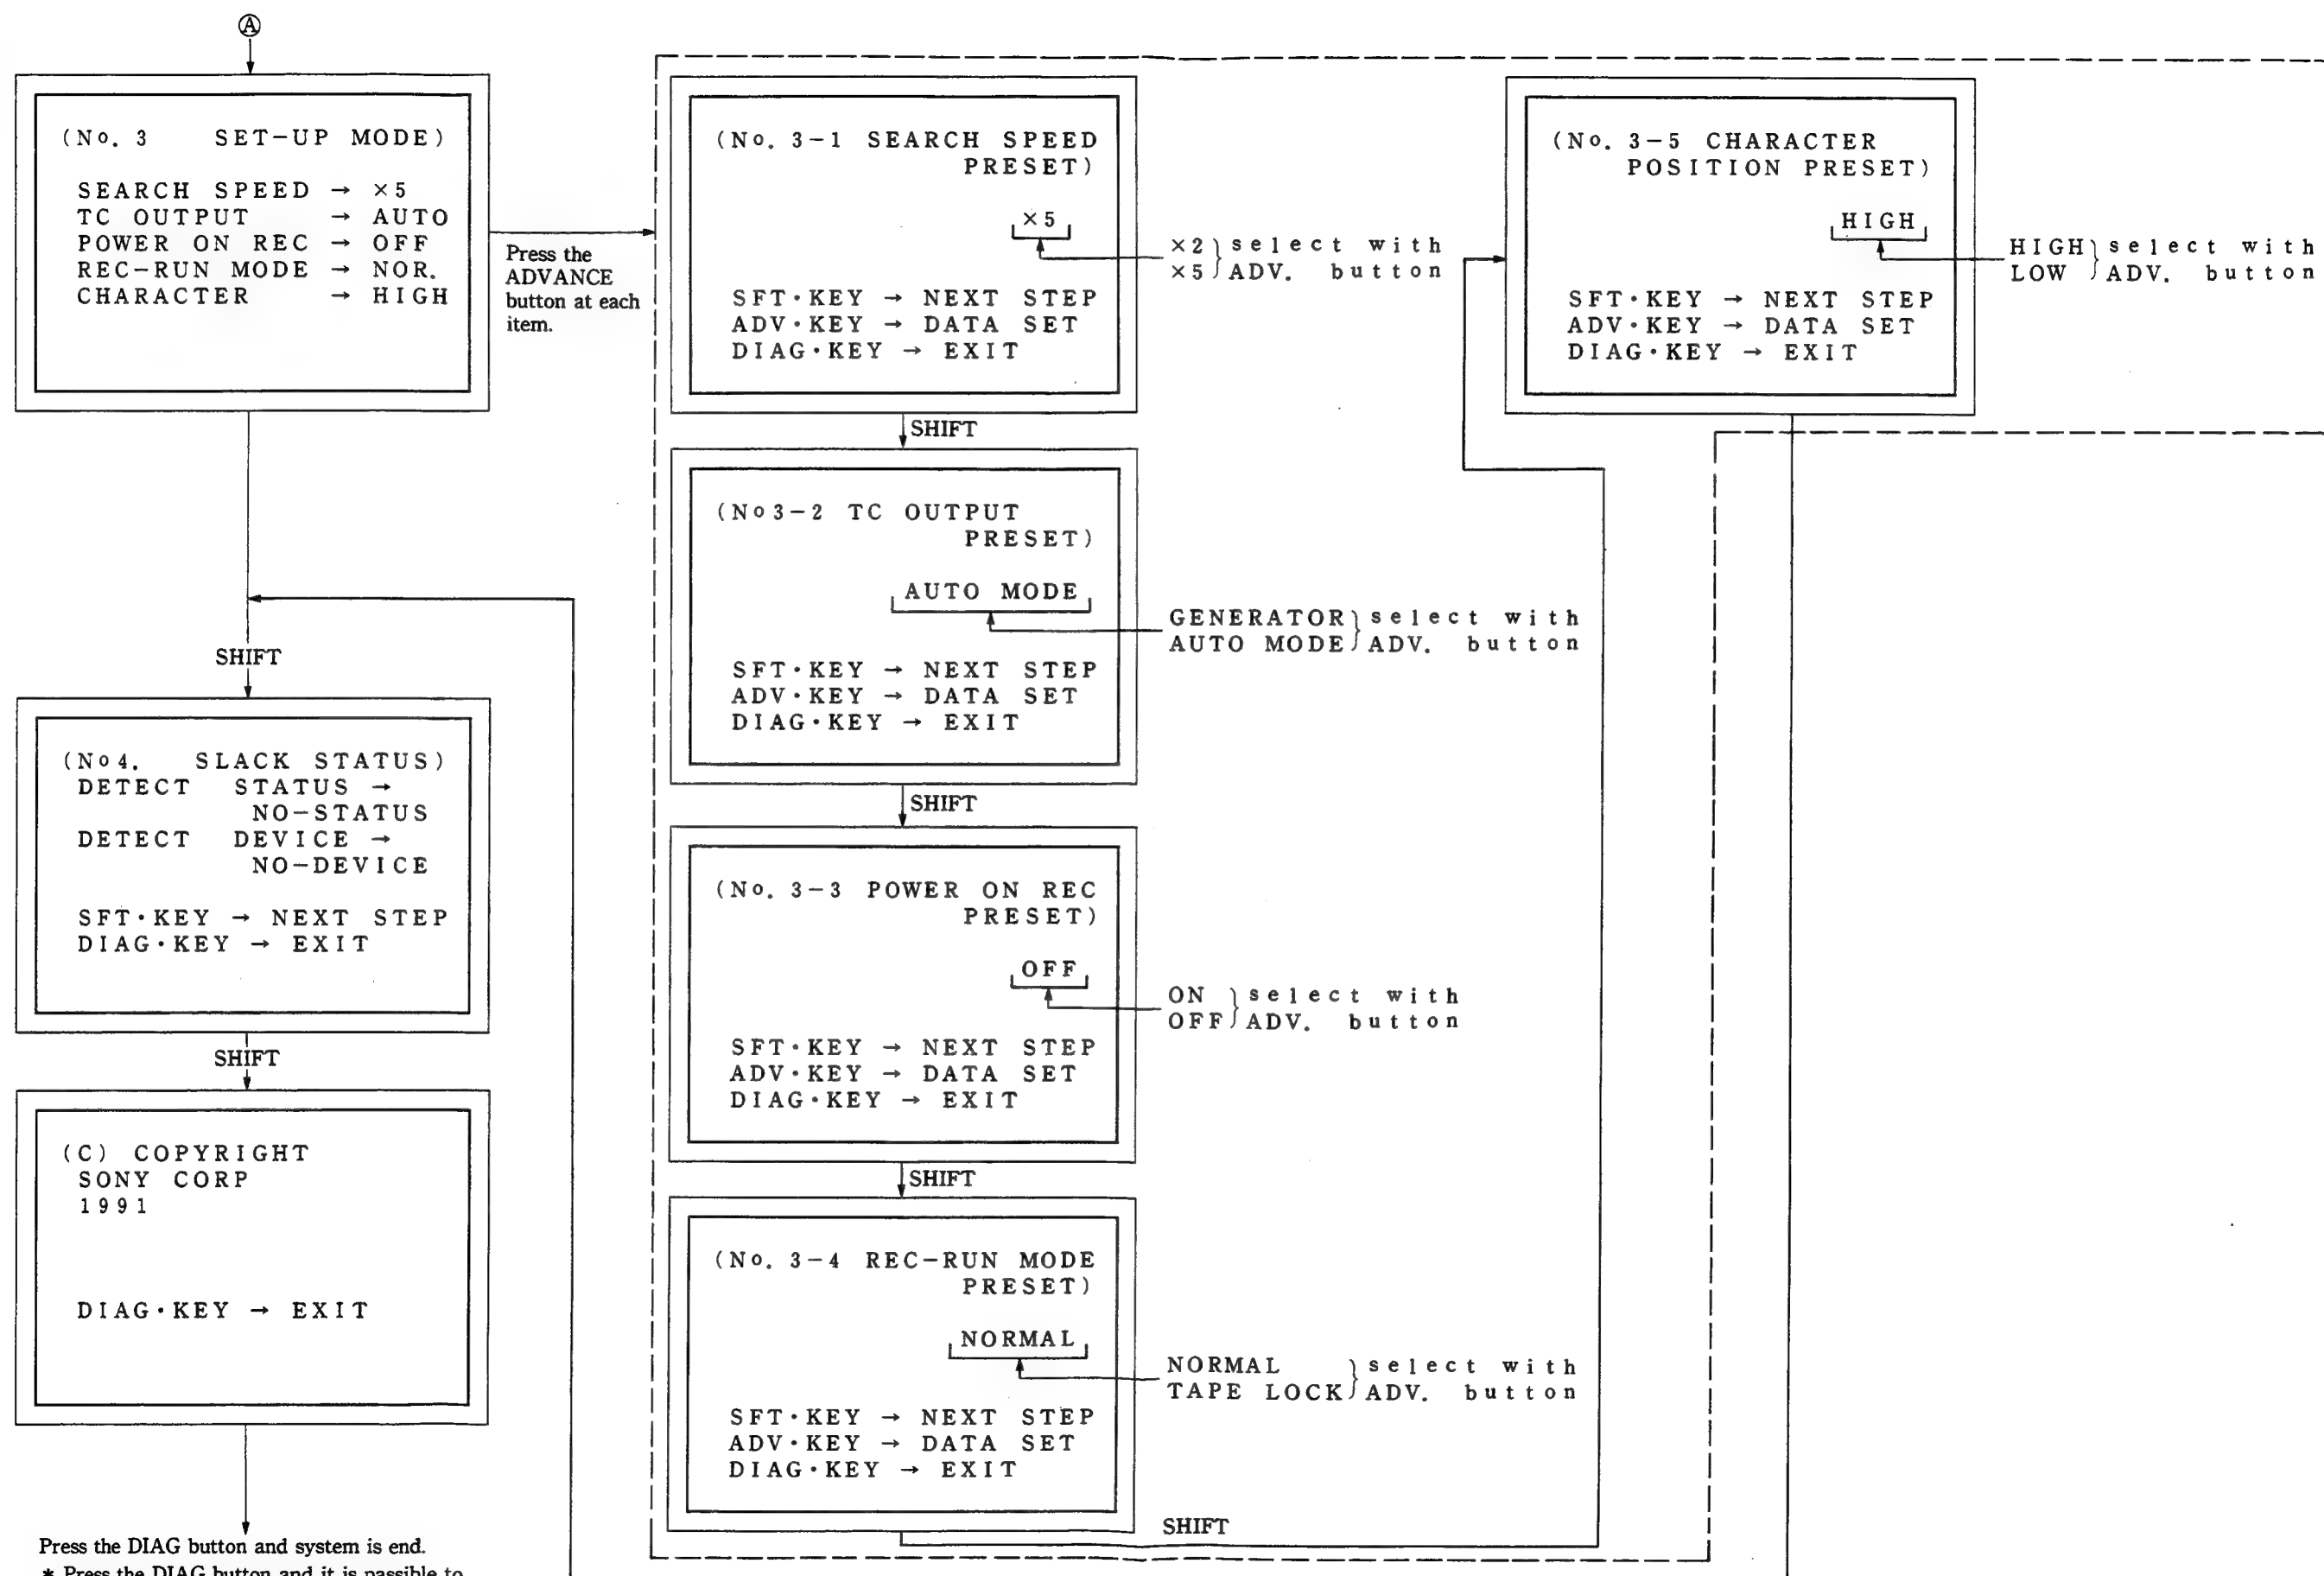 Ⓐ
(No. 3 SET-UP MODE)
SEARCH SPEED → ×5
TC OUTPUT → AUTO
POWER ON REC → OFF
REC-RUN MODE → NOR.
CHARACTER → HIGH
Press the
ADVANCE
button at each
item.
SHIFT
(No4. SLACK STATUS)
DETECT STATUS →
NO-STATUS
DETECT DEVICE →
NO-DEVICE
SFT・KEY → NEXT STEP
DIAG・KEY → EXIT
SHIFT
(C) COPYRIGHT
SONY CORP
1991
DIAG・KEY → EXIT
Press the DIAG button and system is end.
* Press the DIAG button and it is passible to
(No. 3-1 SEARCH SPEED
PRESET)
×5
×2 select with
×5 ADV. button
SFT・KEY → NEXT STEP
ADV・KEY → DATA SET
DIAG・KEY → EXIT
SHIFT
(No3-2 TC OUTPUT
PRESET)
AUTO MODE
GENERATOR select with
AUTO MODE ADV. button
SFT・KEY → NEXT STEP
ADV・KEY → DATA SET
DIAG・KEY → EXIT
SHIFT
(No. 3-3 POWER ON REC
PRESET)
OFF
ON select with
OFF ADV. button
SFT・KEY → NEXT STEP
ADV・KEY → DATA SET
DIAG・KEY → EXIT
SHIFT
(No. 3-4 REC-RUN MODE
PRESET)
NORMAL
NORMAL select with
TAPE LOCK ADV. button
SFT・KEY → NEXT STEP
ADV・KEY → DATA SET
DIAG・KEY → EXIT
SHIFT
(No. 3-5 CHARACTER
POSITION PRESET)
HIGH
HIGH select with
LOW ADV. button
SFT・KEY → NEXT STEP
ADV・KEY → DATA SET
DIAG・KEY → EXIT